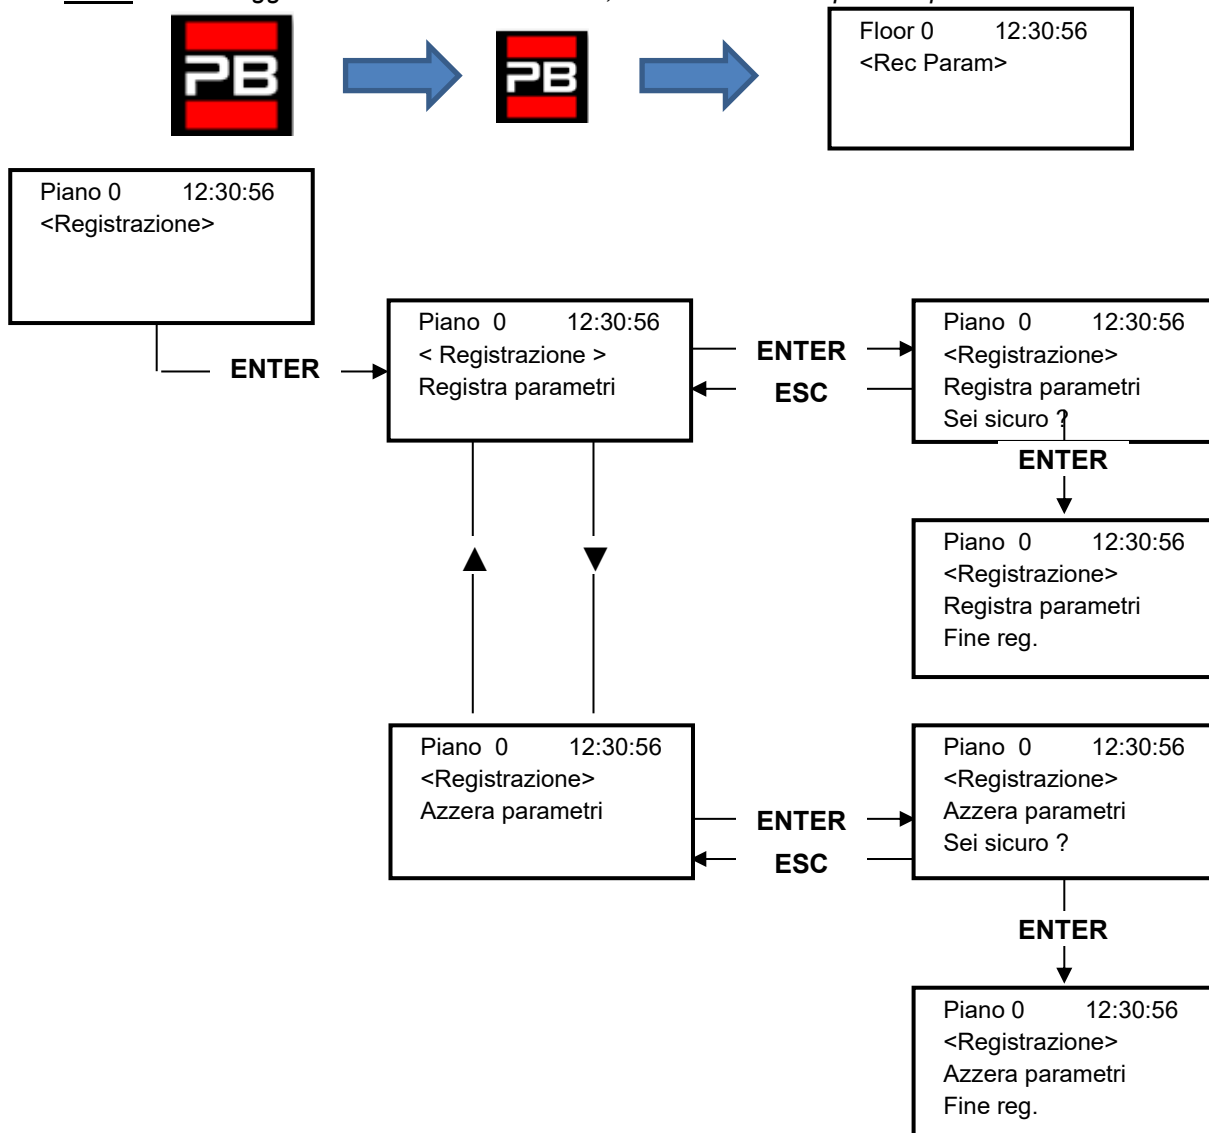 PB
PB
Floor 0 12:30:56
<Rec Param>
Piano 0 12:30:56
<Registrazione>
ENTER
Piano 0 12:30:56
< Registrazione >
Registra parametri
ENTER
ESC
Piano 0 12:30:56
<Registrazione>
Registra parametri
Sei sicuro ?
ENTER
Piano 0 12:30:56
<Registrazione>
Registra parametri
Fine reg.
Piano 0 12:30:56
<Registrazione>
Azzera parametri
ENTER
ESC
Piano 0 12:30:56
<Registrazione>
Azzera parametri
Sei sicuro ?
ENTER
Piano 0 12:30:56
<Registrazione>
Azzera parametri
Fine reg.